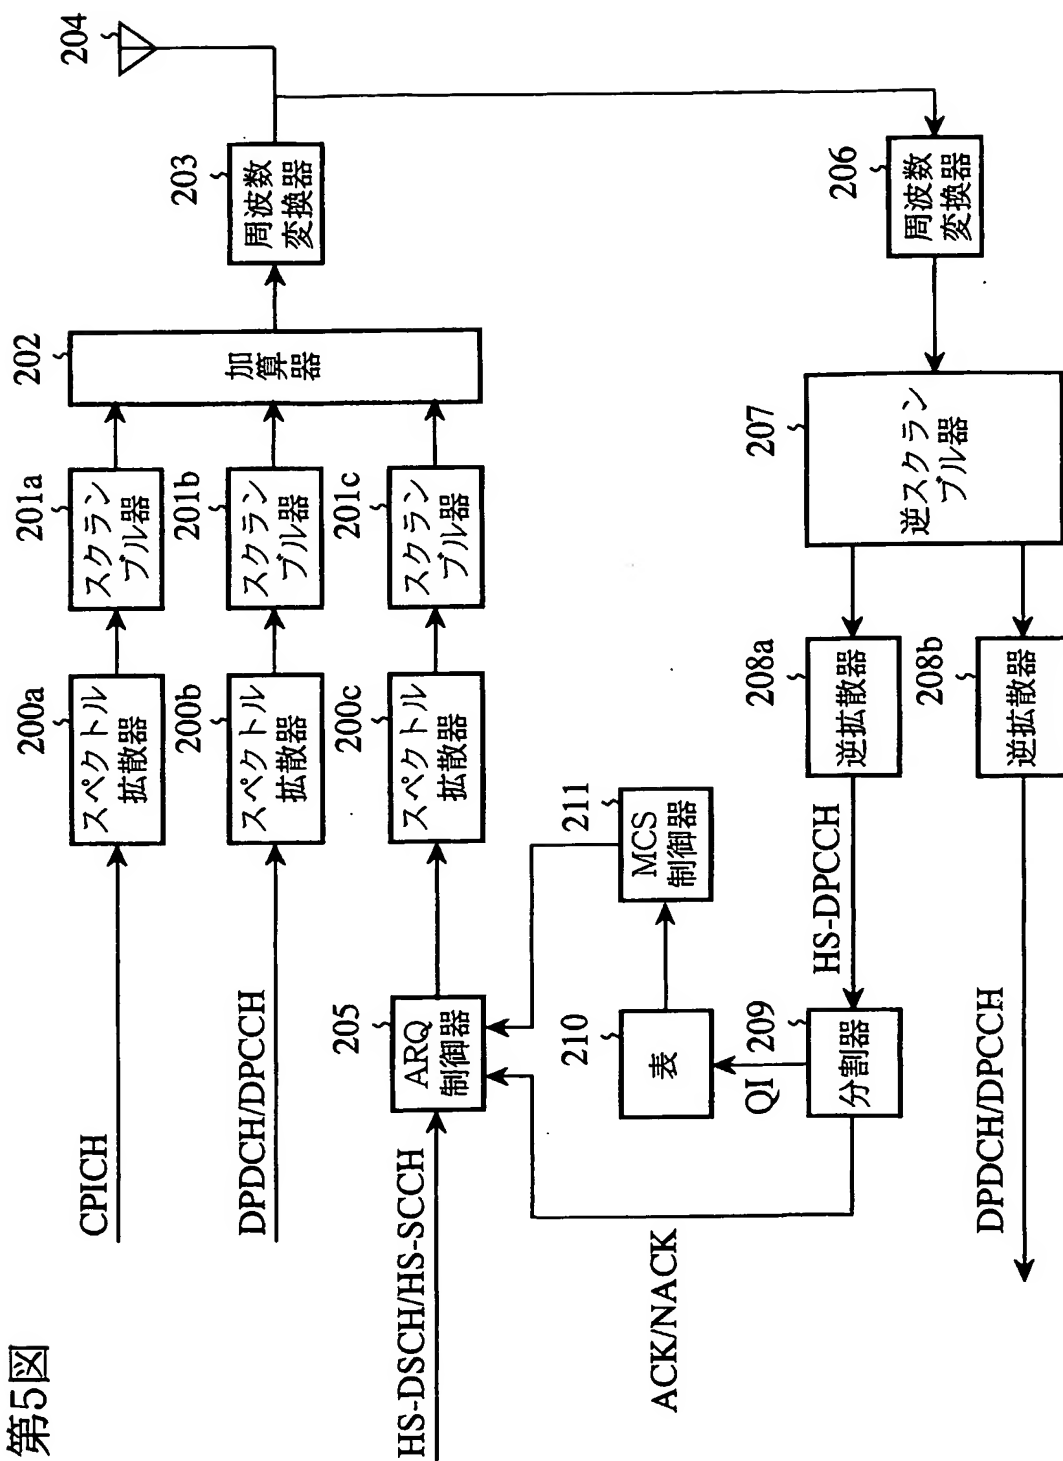 第5図
CPICH
200a
スペクトル
拡散器
201a
スクラン
ブル器
202
加算器
203
周波数
変換器
204
DPDCH/DPCCH
200b
スペクトル
拡散器
201b
スクラン
ブル器
HS-DSCH/HS-SCCH
205
ARQ
制御器
200c
スペクトル
拡散器
201c
スクラン
ブル器
ACK/NACK
210
表
211
MCS
制御器
QI
209
分割器
HS-DPCCH
208a
逆拡散器
207
逆スクラン
ブル器
206
周波数
変換器
DPDCH/DPCCH
208b
逆拡散器